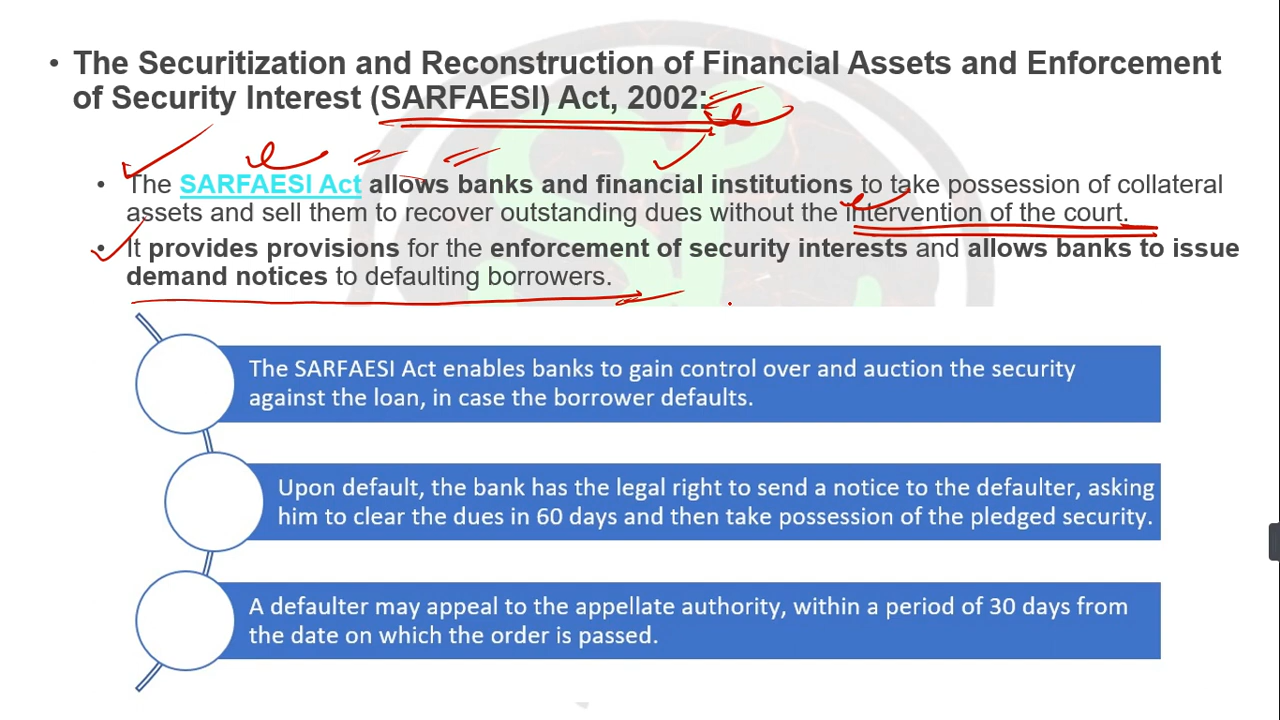 • The Securitization and Reconstruction of Financial Assets and Enforcement
of Security Interest (SARFAESI) Act, 2002:
• The SARFAESI Act allows banks and financial institutions to take possession of collateral
assets and sell them to recover outstanding dues without the intervention of the court.
• It provides provisions for the enforcement of security interests and allows banks to issue
demand notices to defaulting borrowers.
The SARFAESI Act enables banks to gain control over and auction the security
against the loan, in case the borrower defaults.
Upon default, the bank has the legal right to send a notice to the defaulter, asking
him to clear the dues in 60 days and then take possession of the pledged security.
A defaulter may appeal to the appellate authority, within a period of 30 days from
the date on which the order is passed.